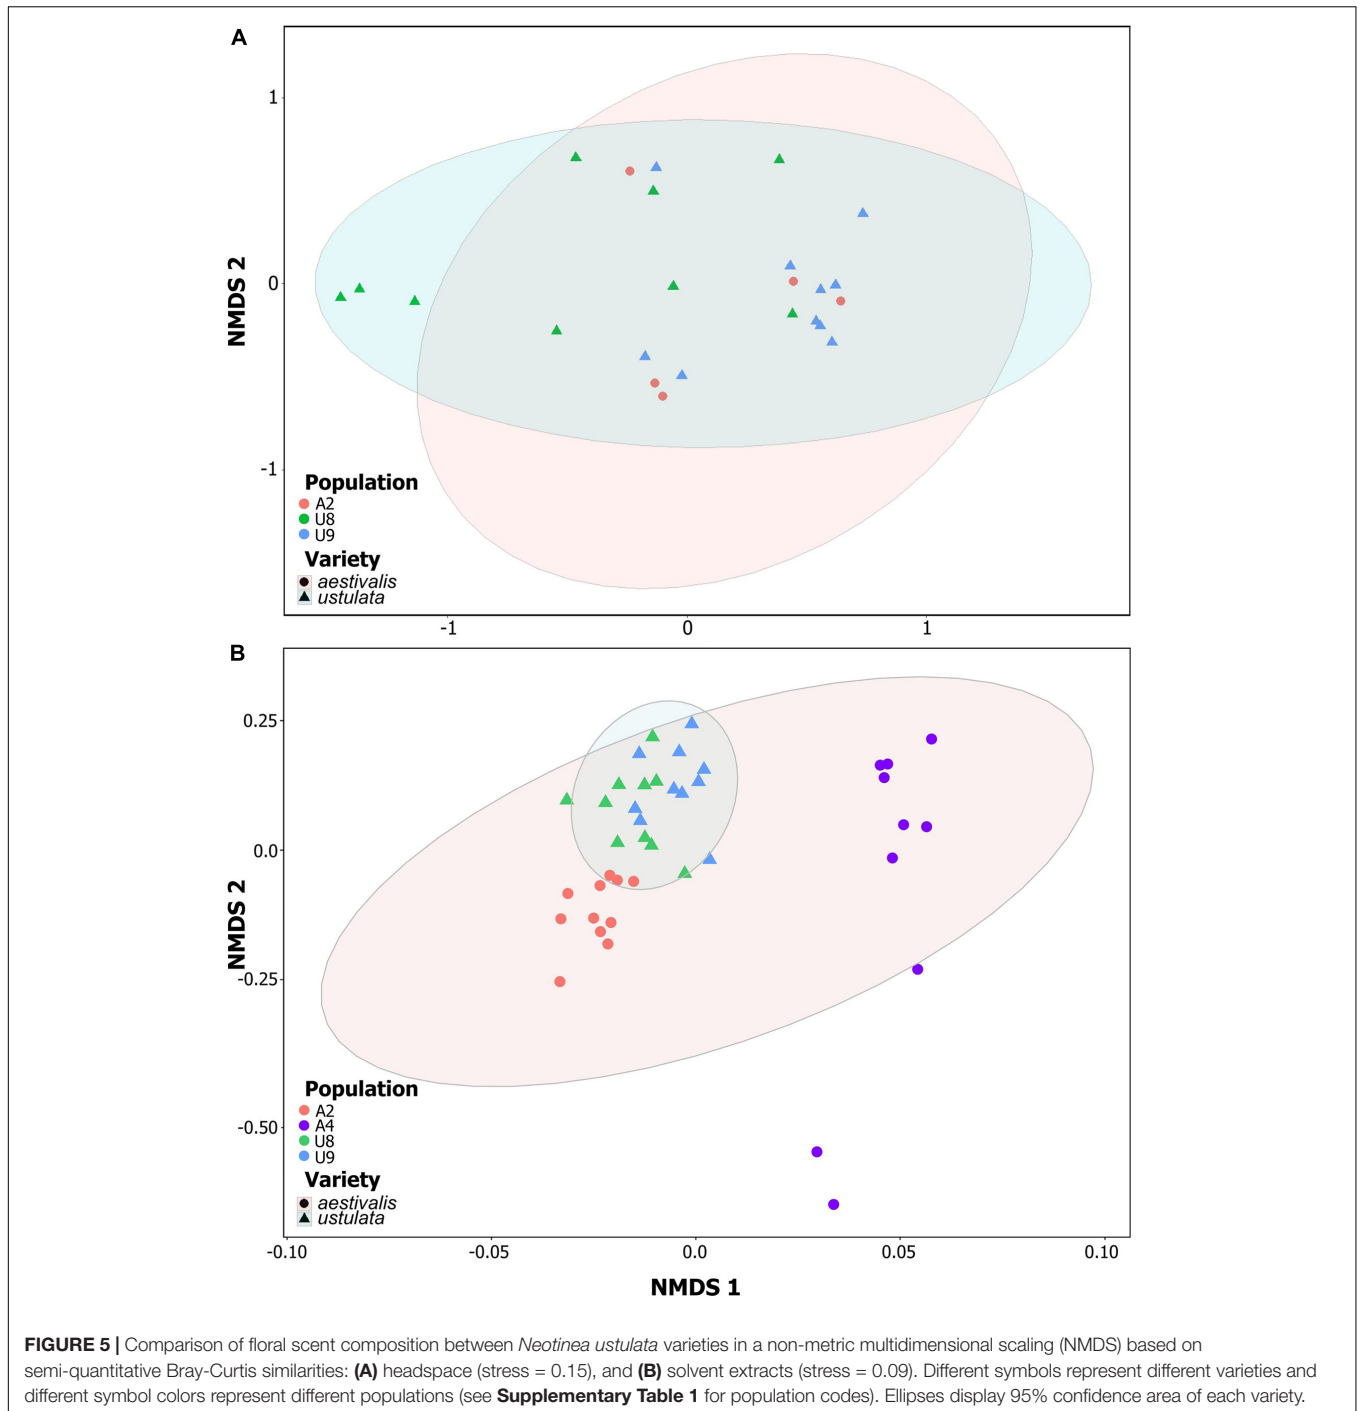 A
1
0
-1
NMDS 2
Population
A2
U8
U9
Variety
aestivalis
ustulata
-1 0 1
B
0.25
0.0
-0.25
-0.50
NMDS 2
Population
A2
A4
U8
U9
Variety
aestivalis
ustulata
-0.10 -0.05 0.0 0.05 0.10
NMDS 1
FIGURE 5 | Comparison of floral scent composition between Neotinea ustulata varieties in a non-metric multidimensional scaling (NMDS) based on
semi-quantitative Bray-Curtis similarities: (A) headspace (stress = 0.15), and (B) solvent extracts (stress = 0.09). Different symbols represent different varieties and
different symbol colors represent different populations (see Supplementary Table 1 for population codes). Ellipses display 95% confidence area of each variety.